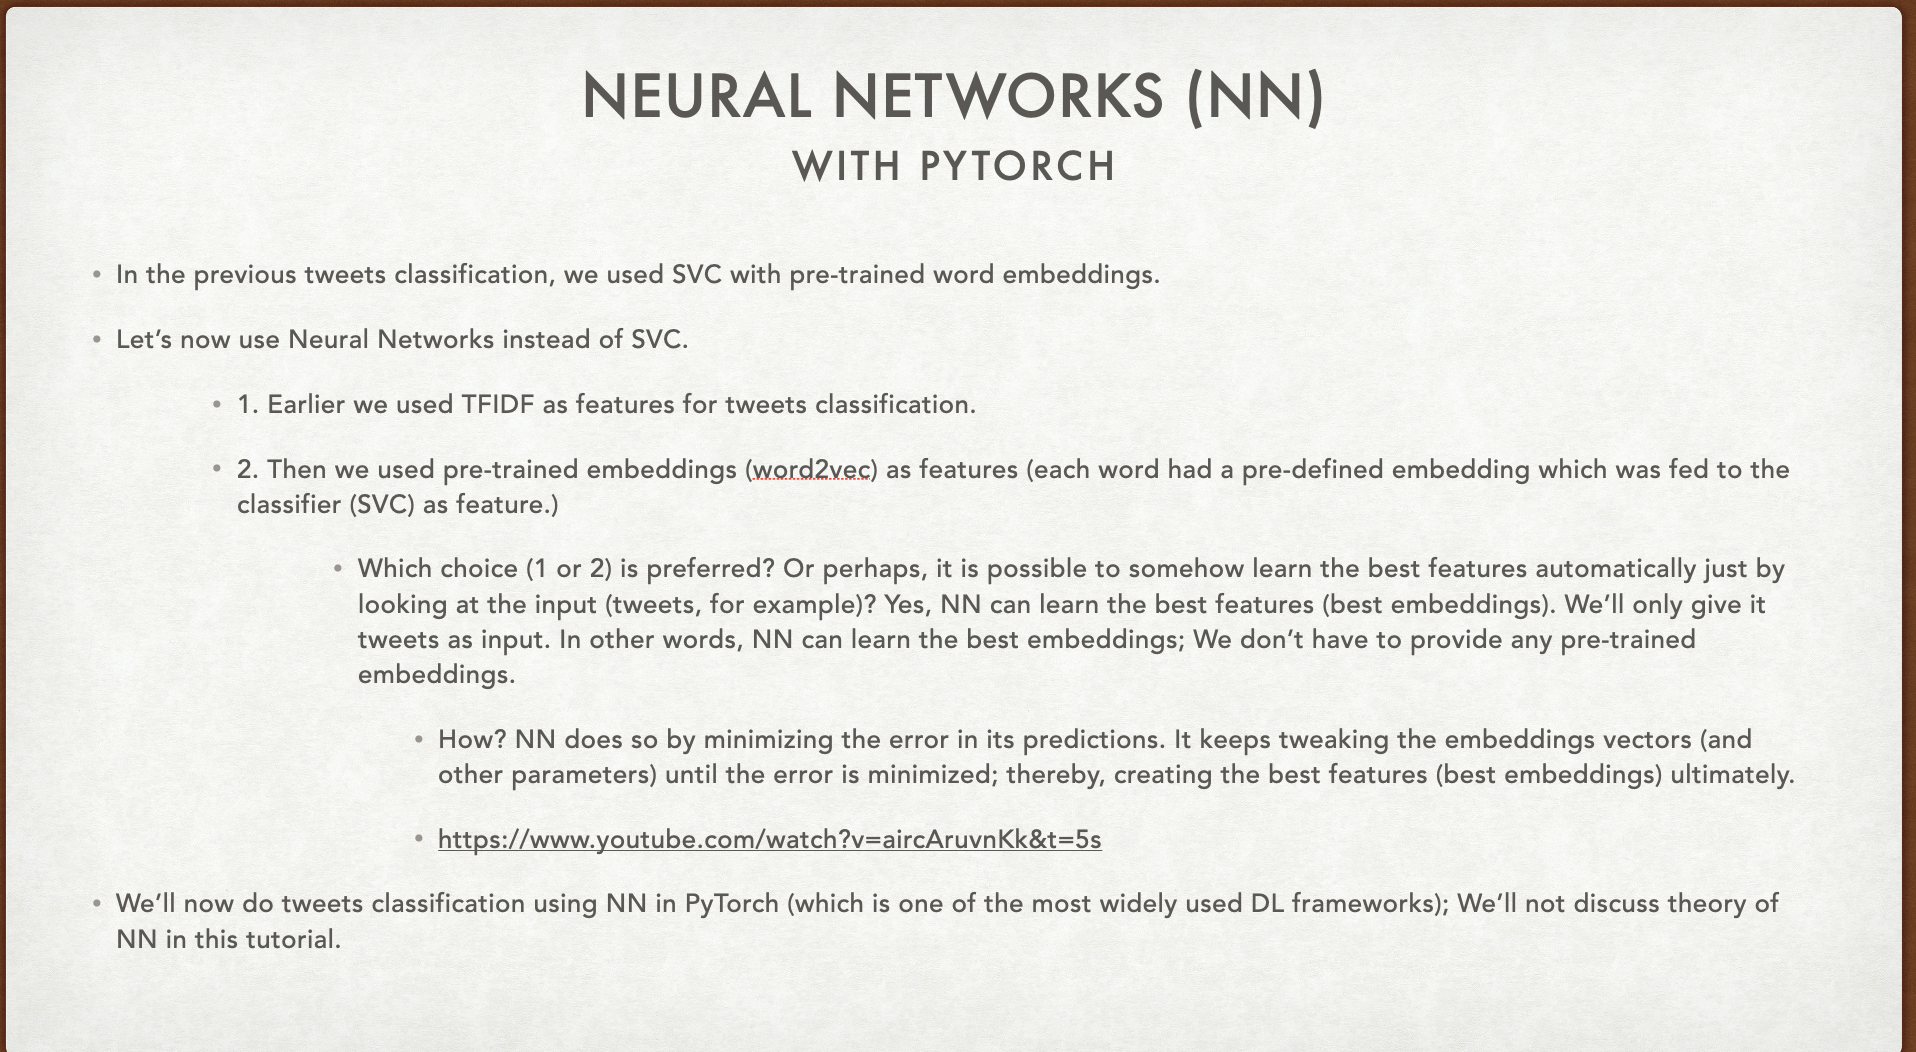 NEURAL NETWORKS (NN)
WITH PYTORCH
• In the previous tweets classification, we used SVC with pre-trained word embeddings.
• Let’s now use Neural Networks instead of SVC.
• 1. Earlier we used TFIDF as features for tweets classification.
• 2. Then we used pre-trained embeddings (word2vec) as features (each word had a pre-defined embedding which was fed to the
classifier (SVC) as feature.)
• Which choice (1 or 2) is preferred? Or perhaps, it is possible to somehow learn the best features automatically just by
looking at the input (tweets, for example)? Yes, NN can learn the best features (best embeddings). We’ll only give it
tweets as input. In other words, NN can learn the best embeddings; We don’t have to provide any pre-trained
embeddings.
• How? NN does so by minimizing the error in its predictions. It keeps tweaking the embeddings vectors (and
other parameters) until the error is minimized; thereby, creating the best features (best embeddings) ultimately.
• https://www.youtube.com/watch?v=aircAruvnKk&t=5s
• We’ll now do tweets classification using NN in PyTorch (which is one of the most widely used DL frameworks); We’ll not discuss theory of
NN in this tutorial.